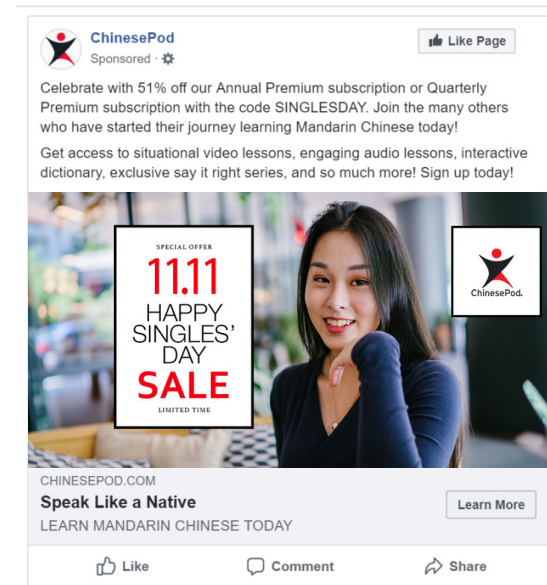 ChinesePod
Sponsored ·
Like Page
Celebrate with 51% off our Annual Premium subscription or Quarterly
Premium subscription with the code SINGLESDAY. Join the many others
who have started their journey learning Mandarin Chinese today!
Get access to situational video lessons, engaging audio lessons, interactive
dictionary, exclusive say it right series, and so much more! Sign up today!
SPECIAL OFFER
11.11
HAPPY
SINGLES'
DAY
SALE
LIMITED TIME
ChinesePod.
CHINESEPOD.COM
Speak Like a Native
LEARN MANDARIN CHINESE TODAY
Learn More
Like
Comment
Share